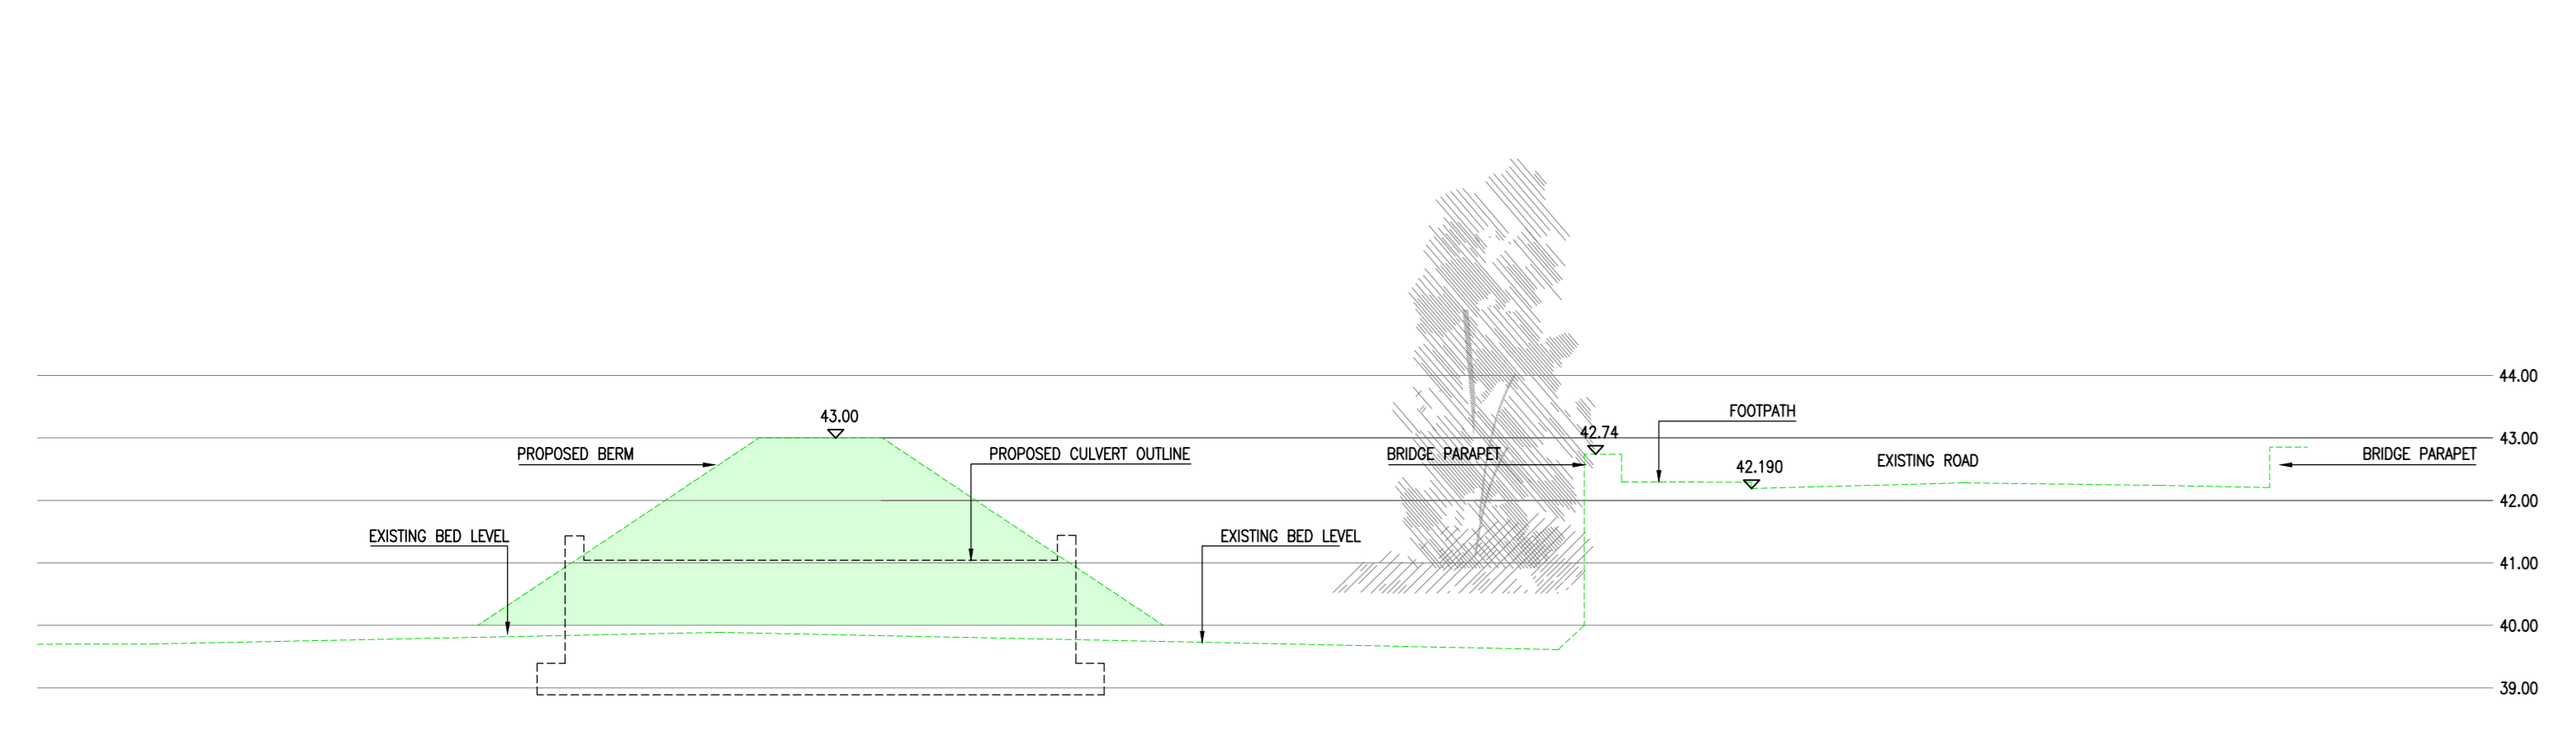 44.00
43.00
FOOTPATH
42.74
43.00
PROPOSED BERM
PROPOSED CULVERT OUTLINE
BRIDGE PARAPET
EXISTING ROAD
BRIDGE PARAPET
42.190
42.00
EXISTING BED LEVEL
EXISTING BED LEVEL
41.00
40.00
39.00